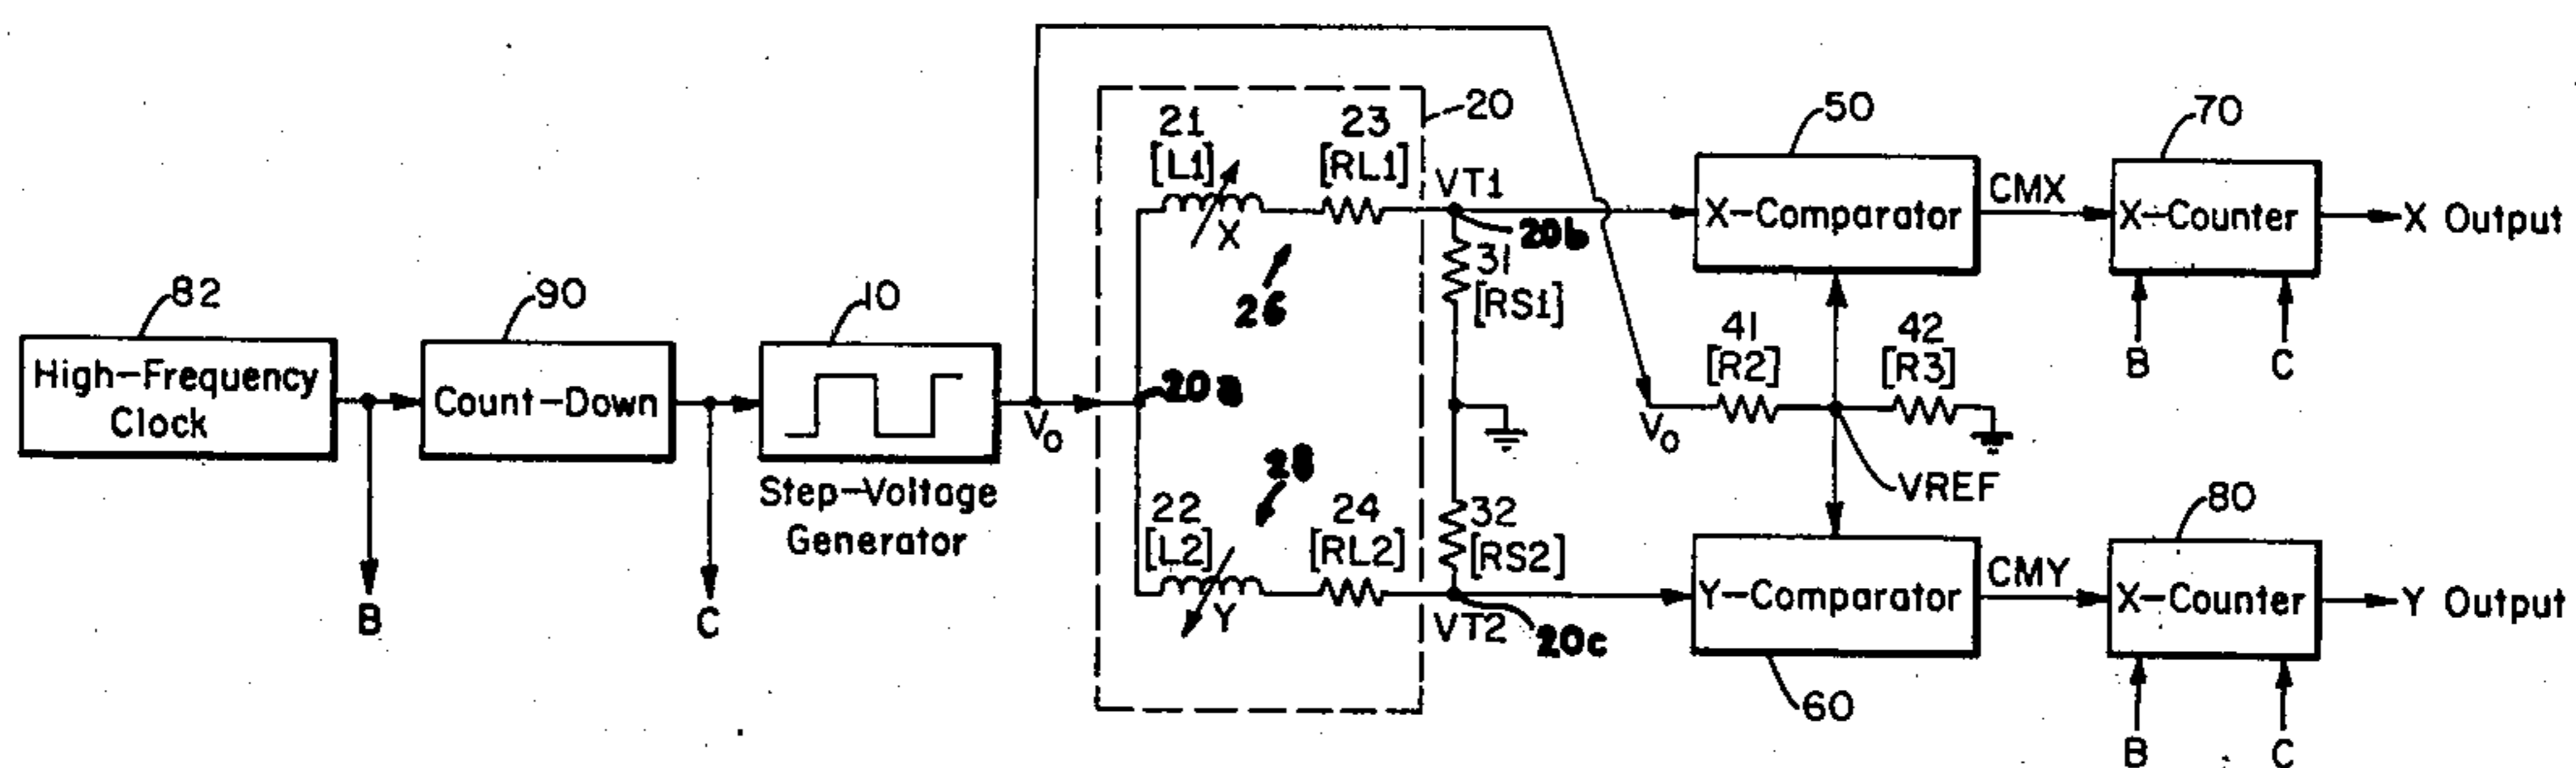 82
High-Frequency
Clock
B
90
Count-Down
C
10
Step-Voltage
Generator
V0
20
20a
21
[L1]
X
23
[RL1]
26
28
22
[L2]
Y
24
[RL2]
VT1
20b
31
[RS1]
32
[RS2]
VT2
20c
V0
41
[R2]
42
[R3]
VREF
50
X-Comparator
CMX
70
X-Counter
X Output
B
C
Y-Comparator
60
CMY
80
X-Counter
Y Output
B
C